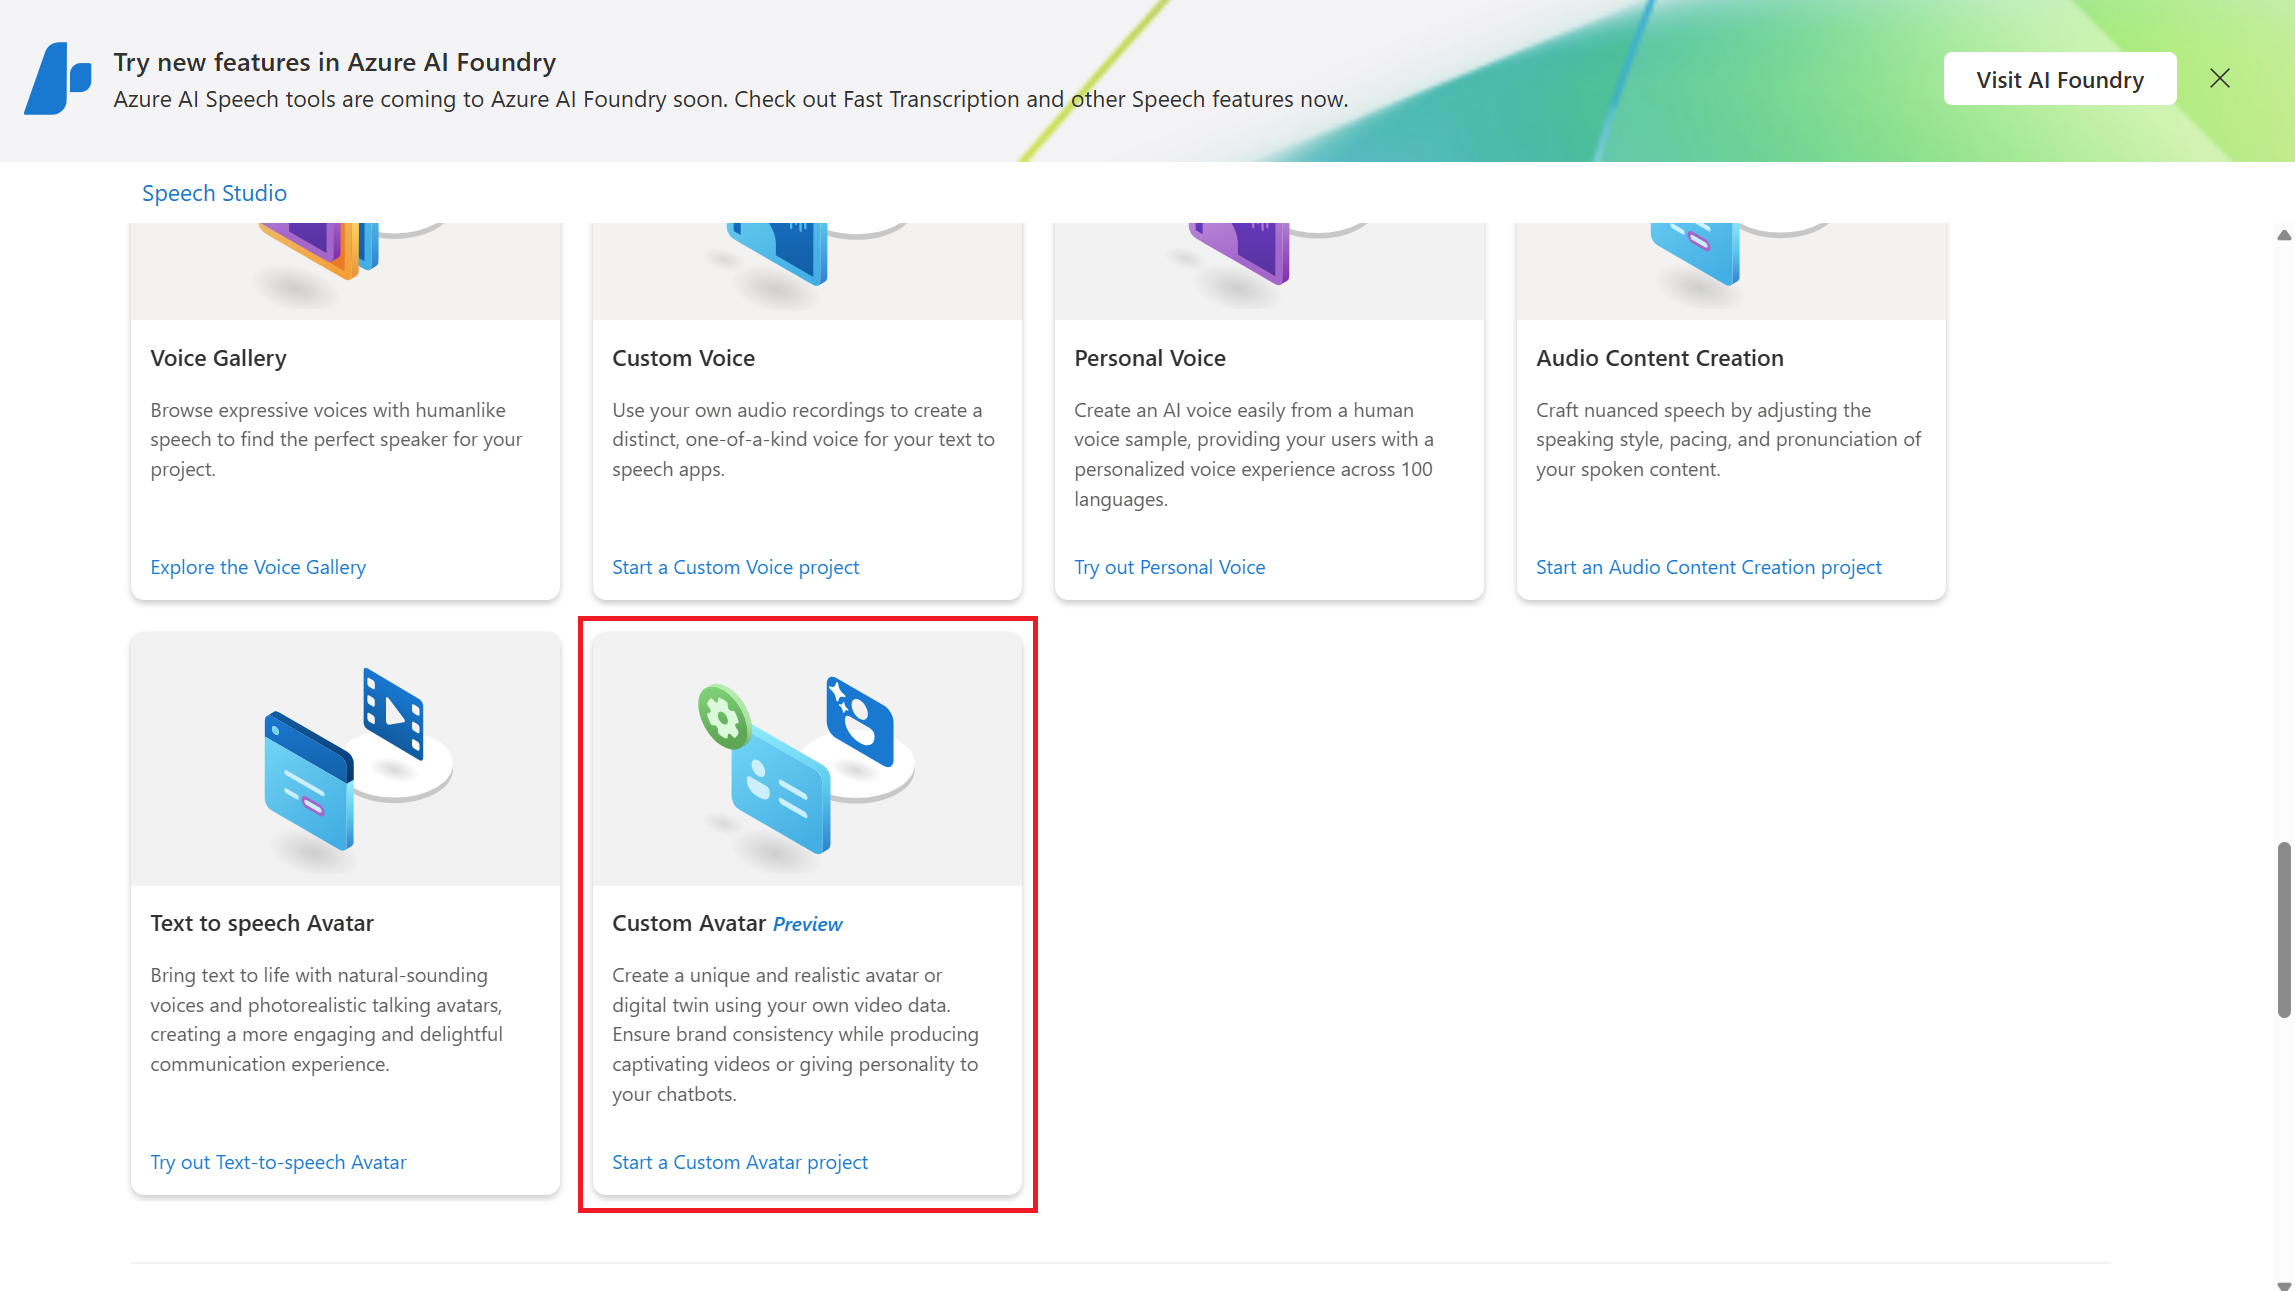 Try new features in Azure AI Foundry
Azure AI Speech tools are coming to Azure AI Foundry soon. Check out Fast Transcription and other Speech features now.
Visit AI Foundry
Speech Studio
Voice Gallery
Browse expressive voices with humanlike
speech to find the perfect speaker for your
project.
Explore the Voice Gallery
Custom Voice
Use your own audio recordings to create a
distinct, one-of-a-kind voice for your text to
speech apps.
Start a Custom Voice project
Personal Voice
Create an AI voice easily from a human
voice sample, providing your users with a
personalized voice experience across 100
languages.
Try out Personal Voice
Audio Content Creation
Craft nuanced speech by adjusting the
speaking style, pacing, and pronunciation of
your spoken content.
Start an Audio Content Creation project
Text to speech Avatar
Bring text to life with natural-sounding
voices and photorealistic talking avatars,
creating a more engaging and delightful
communication experience.
Try out Text-to-speech Avatar
Custom Avatar Preview
Create a unique and realistic avatar or
digital twin using your own video data.
Ensure brand consistency while producing
captivating videos or giving personality to
your chatbots.
Start a Custom Avatar project